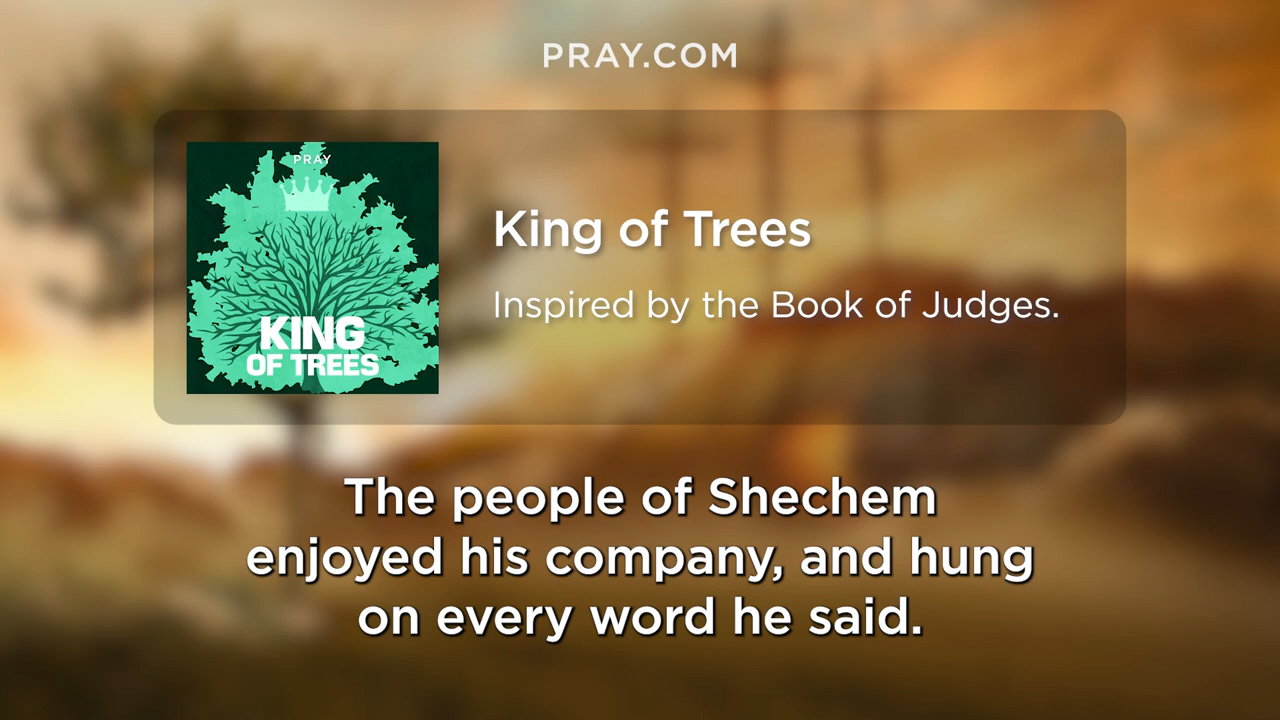 PRAY.COM
PRAY
KING
OF TREES
King of Trees
Inspired by the Book of Judges.
The people of Shechem
enjoyed his company, and hung
on every word he said.